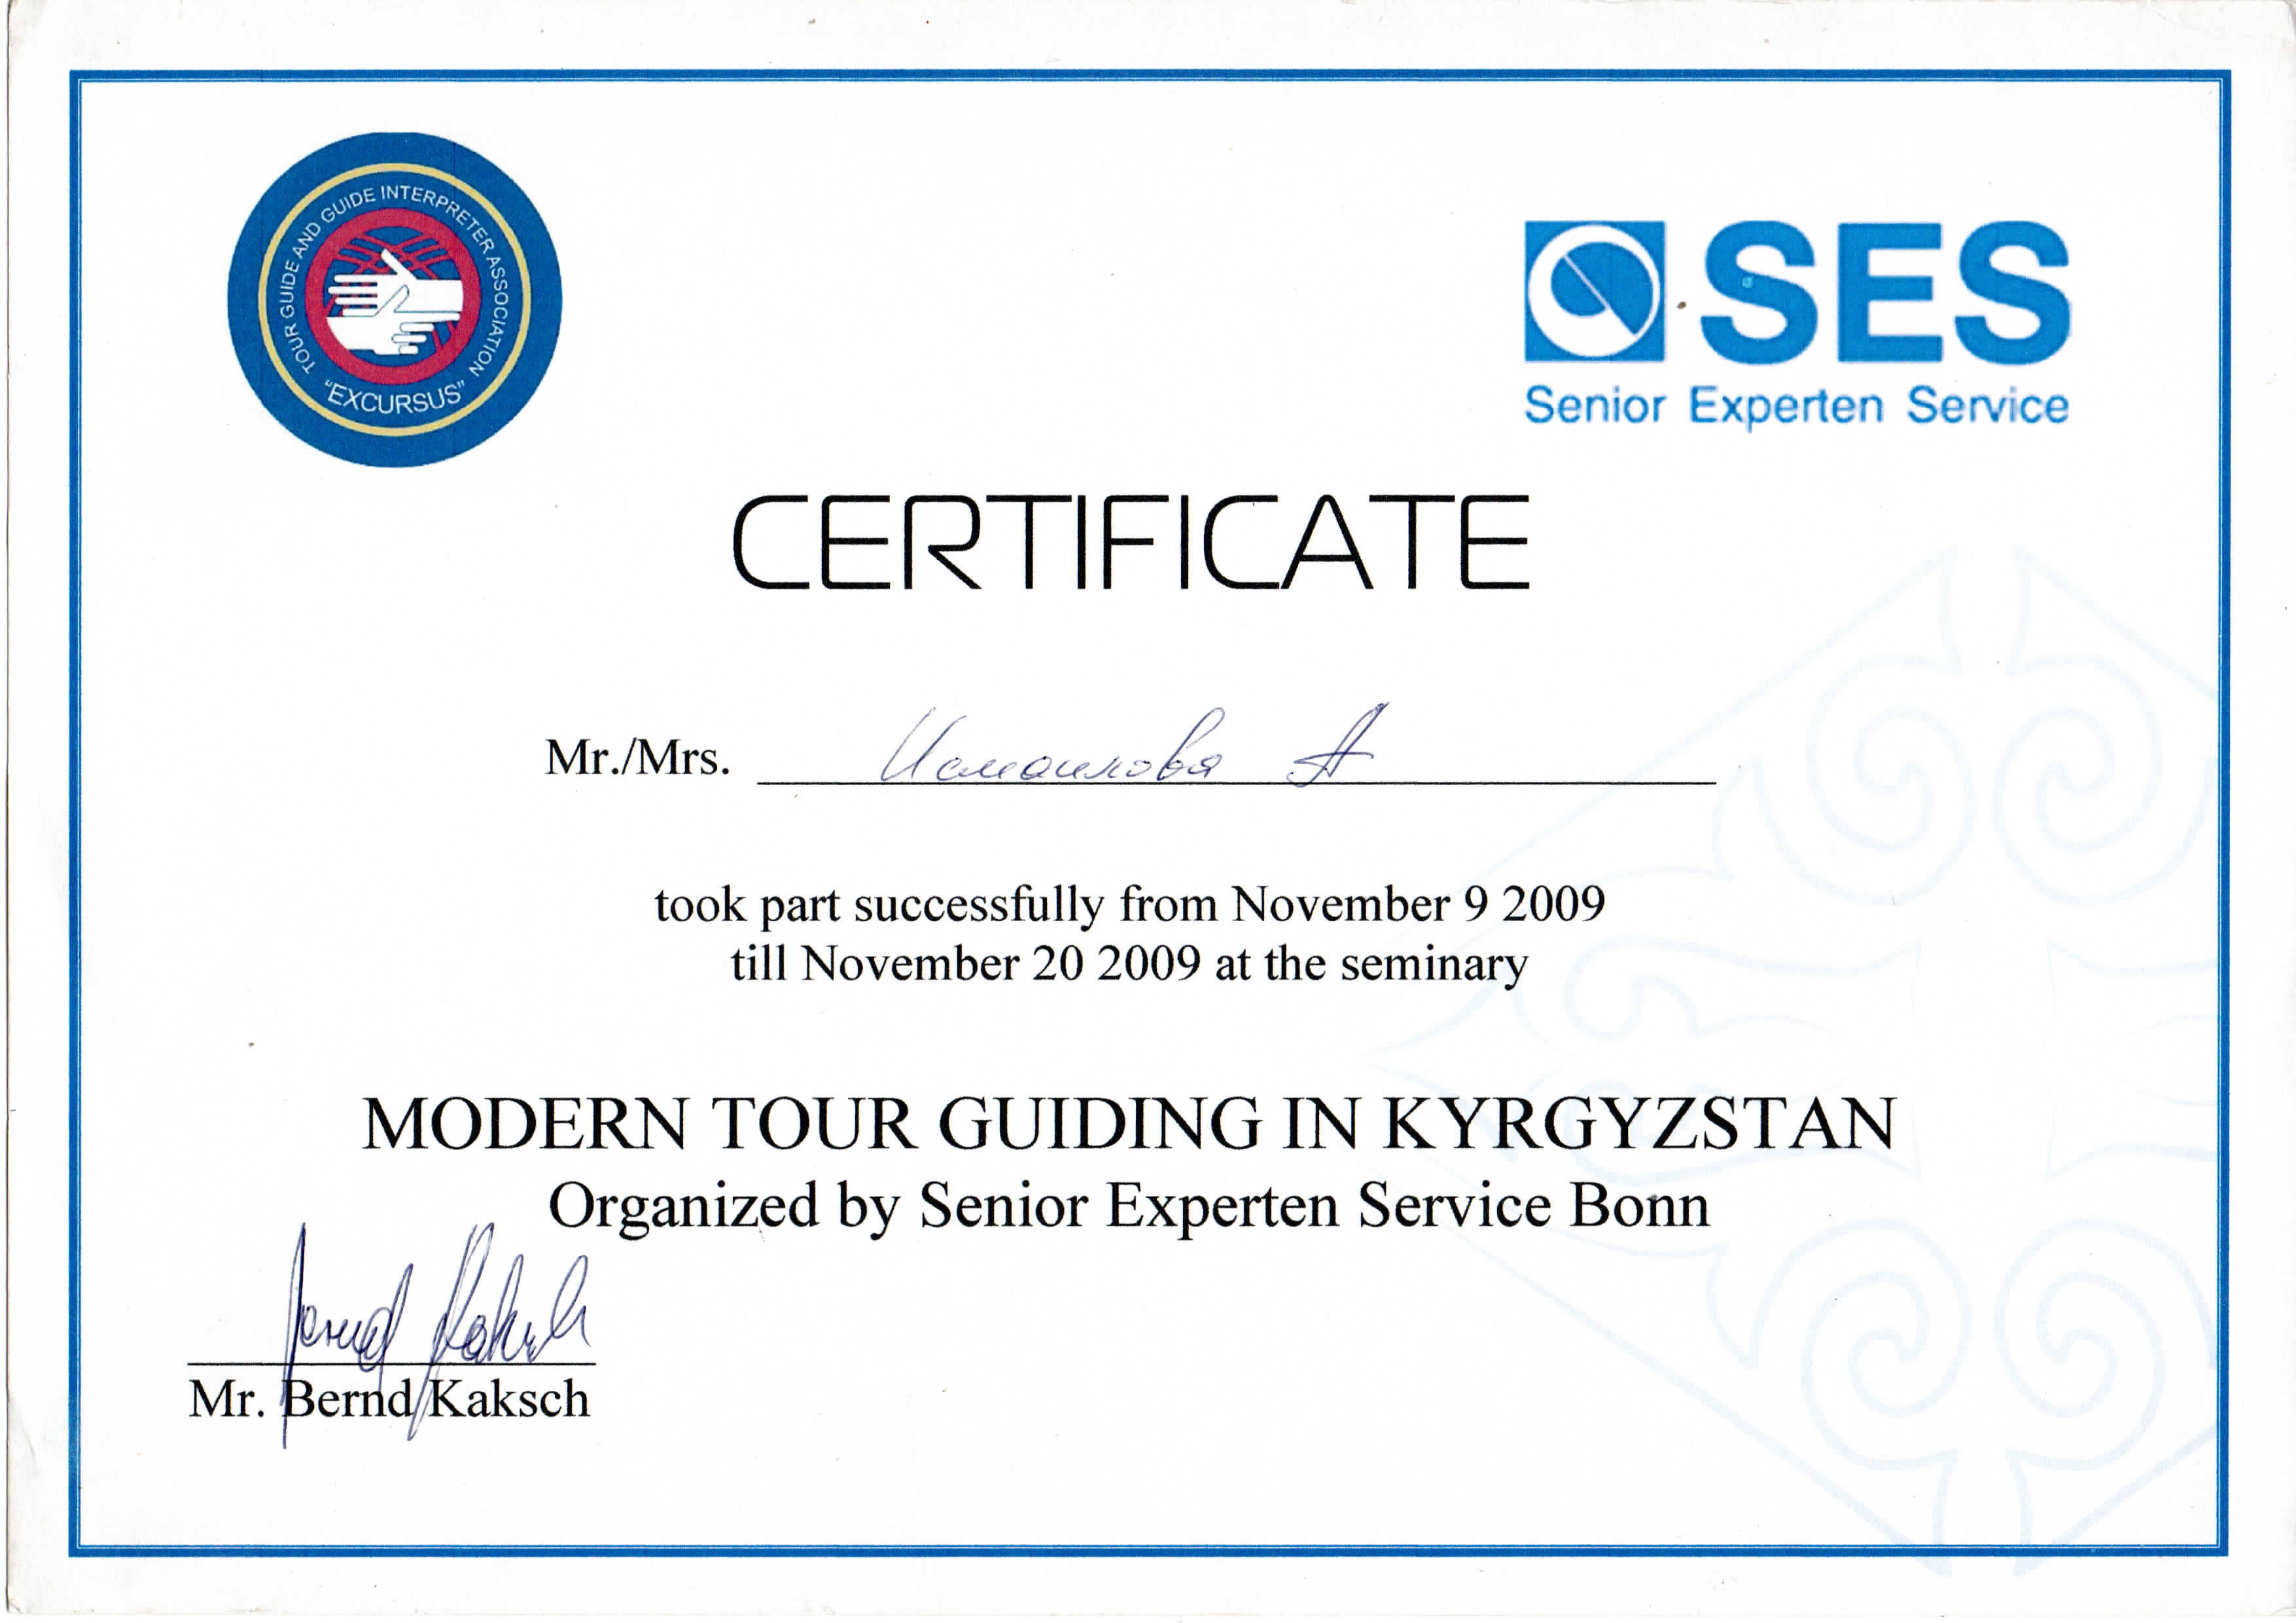 TOUR GUIDE AND GUIDE INTERPRETER ASSOCIATION
"EXCURSUS"
SES
Senior Experten Service
CERTIFICATE
Mr./Mrs. Исмаилова А
took part successfully from November 9 2009
till November 20 2009 at the seminary
MODERN TOUR GUIDING IN KYRGYZSTAN
Organized by Senior Experten Service Bonn
Mr. Bernd Kaksch